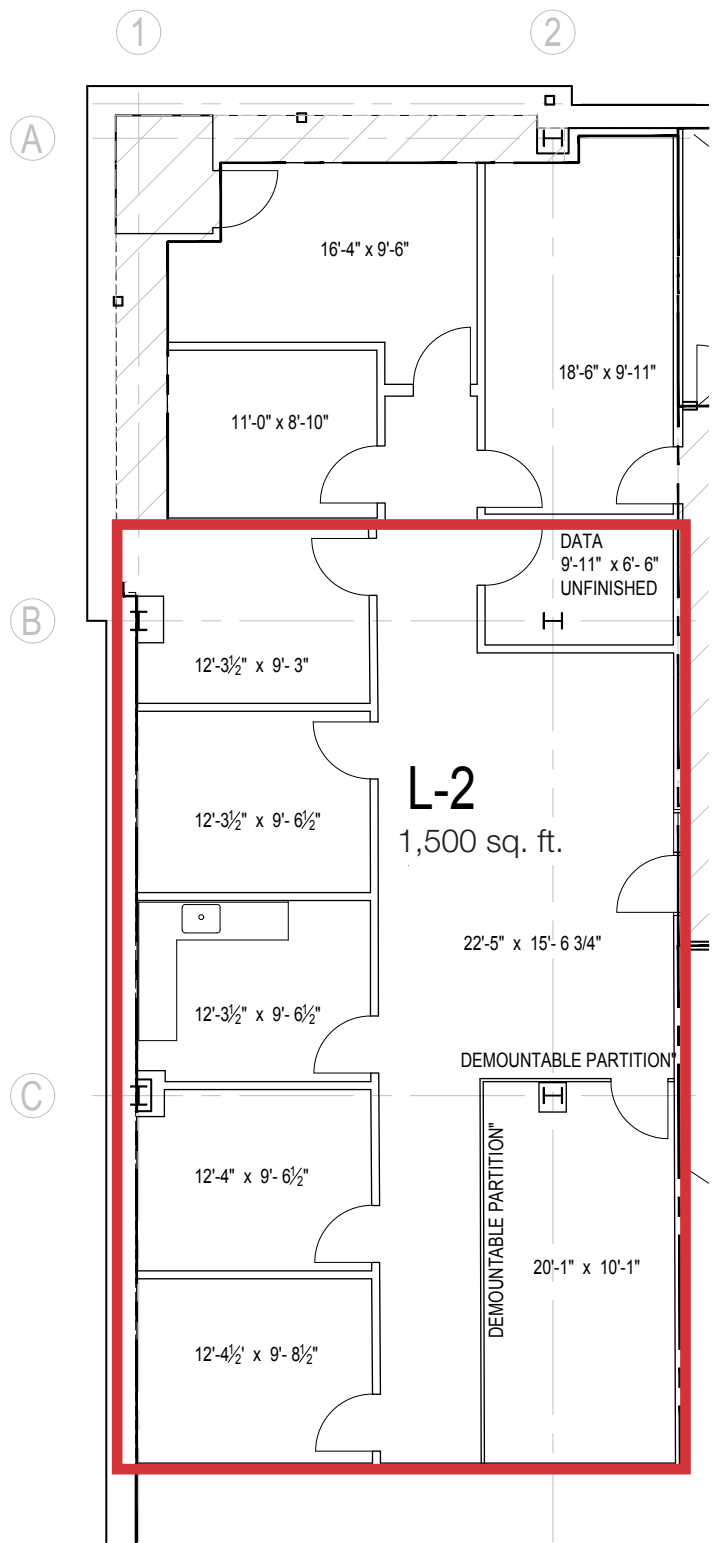 1
2
A
16'-4" x 9'-6"
18'-6" x 9'-11"
11'-0" x 8'-10"
DATA
9'-11" x 6'- 6"
UNFINISHED
B
12'-3½" x 9'- 3"
L-2
1,500 sq. ft.
12'-3½" x 9'- 6½"
22'-5" x 15'- 6 3/4"
12'-3½" x 9'- 6½"
DEMOUNTABLE PARTITION"
C
DEMOUNTABLE PARTITION"
12'-4" x 9'- 6½"
20'-1" x 10'-1"
12'-4½' x 9'- 8½"